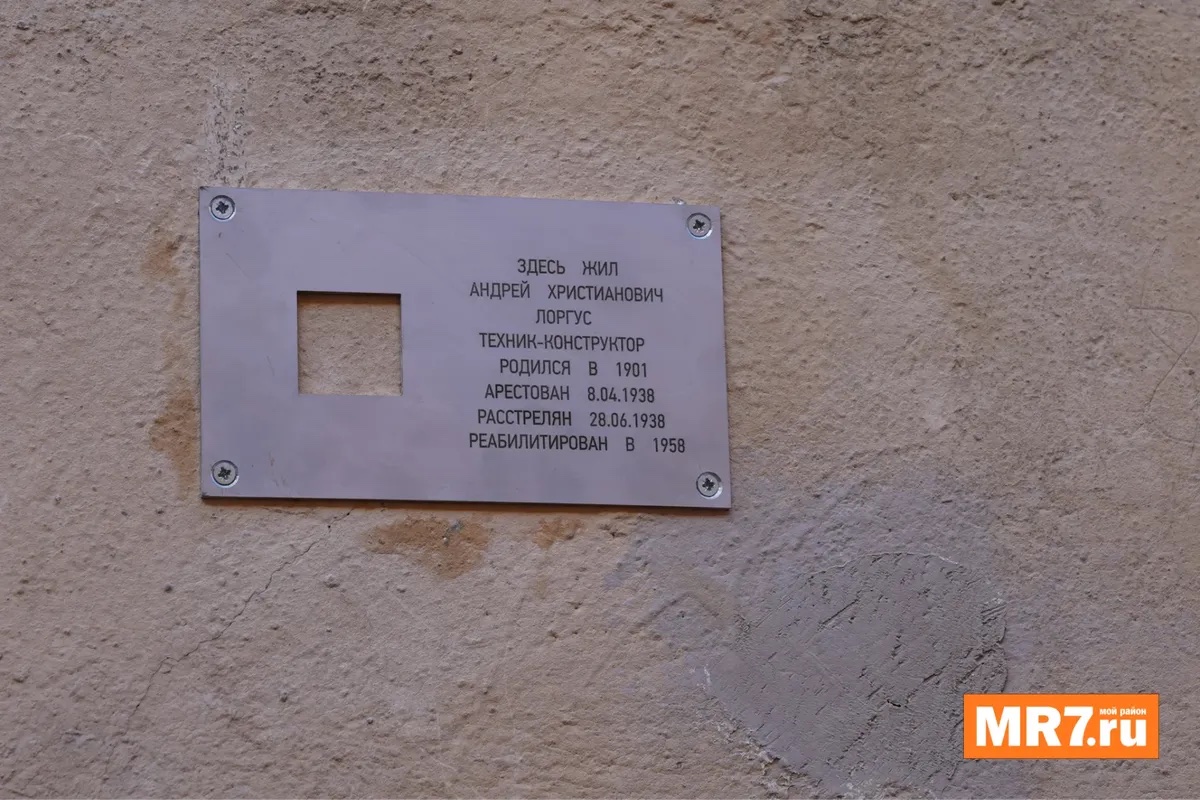 ЗДЕСЬ ЖИЛ
АНДРЕЙ ХРИСТИАНОВИЧ
ЛОРГУС
ТЕХНИК-КОНСТРУКТОР
РОДИЛСЯ В 1901
АРЕСТОВАН 8.04.1938
РАССТРЕЛЯН 28.06.1938
РЕАБИЛИТИРОВАН В 1958
мой район
MR7.ru